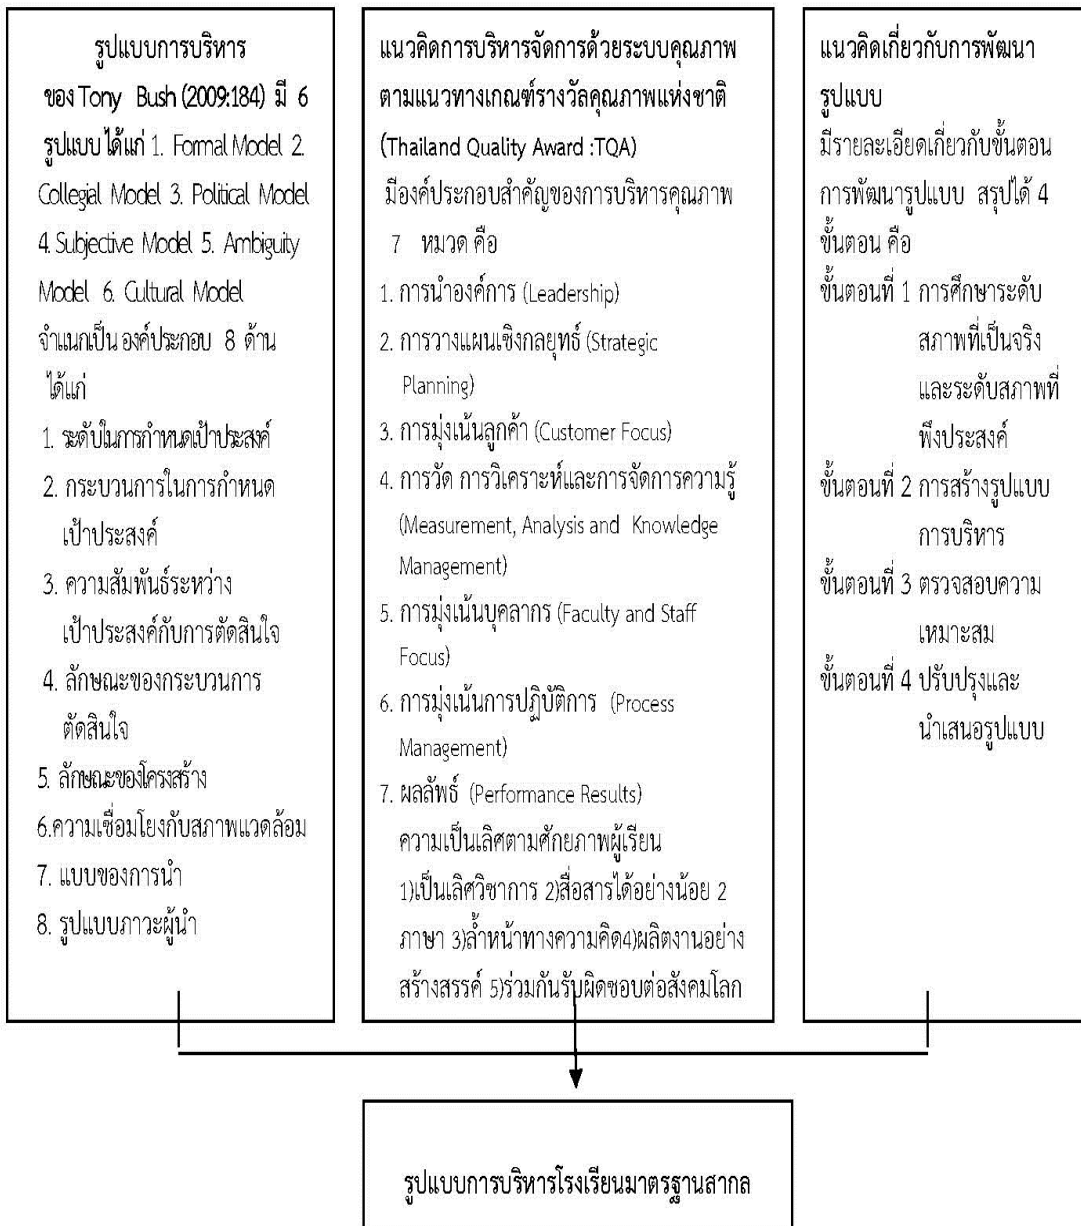 รูปแบบการบริหาร
ของ Tony Bush (2009:184) มี 6
รูปแบบ ได้แก่ 1. Formal Model 2.
Collegial Model 3. Political Model
4. Subjective Model 5. Ambiguity
Model 6. Cultural Model
จำแนกเป็น องค์ประกอบ 8 ด้าน
ได้แก่
1. ระดับในการกำหนดเป้าประสงค์
2. กระบวนการในการกำหนด
เป้าประสงค์
3. ความสัมพันธ์ระหว่าง
เป้าประสงค์กับการตัดสินใจ
4. ลักษณะของกระบวนการ
ตัดสินใจ
5. ลักษณะของโครงสร้าง
6.ความเชื่อมโยงกับสภาพแวดล้อม
7. แบบของการนำ
8. รูปแบบภาวะผู้นำ
แนวคิดการบริหารจัดการด้วยระบบคุณภาพ
ตามแนวทางเกณฑ์รางวัลคุณภาพแห่งชาติ
(Thailand Quality Award :TQA)
มีองค์ประกอบสำคัญของการบริหารคุณภาพ
7 หมวด คือ
1. การนำองค์การ (Leadership)
2. การวางแผนเชิงกลยุทธ์ (Strategic
Planning)
3. การมุ่งเน้นลูกค้า (Customer Focus)
4. การวัด การวิเคราะห์และการจัดการความรู้
(Measurement, Analysis and Knowledge
Management)
5. การมุ่งเน้นบุคลากร (Faculty and Staff
Focus)
6. การมุ่งเน้นการปฏิบัติการ (Process
Management)
7. ผลลัพธ์ (Performance Results)
ความเป็นเลิศตามศักยภาพผู้เรียน
1)เป็นเลิศวิชาการ 2)สื่อสารได้อย่างน้อย 2
ภาษา 3)ล้ำหน้าทางความคิด4)ผลิตงานอย่าง
สร้างสรรค์ 5)ร่วมกันรับผิดชอบต่อสังคมโลก
แนวคิดเกี่ยวกับการพัฒนา
รูปแบบ
มีรายละเอียดเกี่ยวกับขั้นตอน
การพัฒนารูปแบบ สรุปได้ 4
ขั้นตอน คือ
ขั้นตอนที่ 1 การศึกษาระดับ
สภาพที่เป็นจริง
และระดับสภาพที่
พึงประสงค์
ขั้นตอนที่ 2 การสร้างรูปแบบ
การบริหาร
ขั้นตอนที่ 3 ตรวจสอบความ
เหมาะสม
ขั้นตอนที่ 4 ปรับปรุงและ
นำเสนอรูปแบบ
รูปแบบการบริหารโรงเรียนมาตรฐานสากล